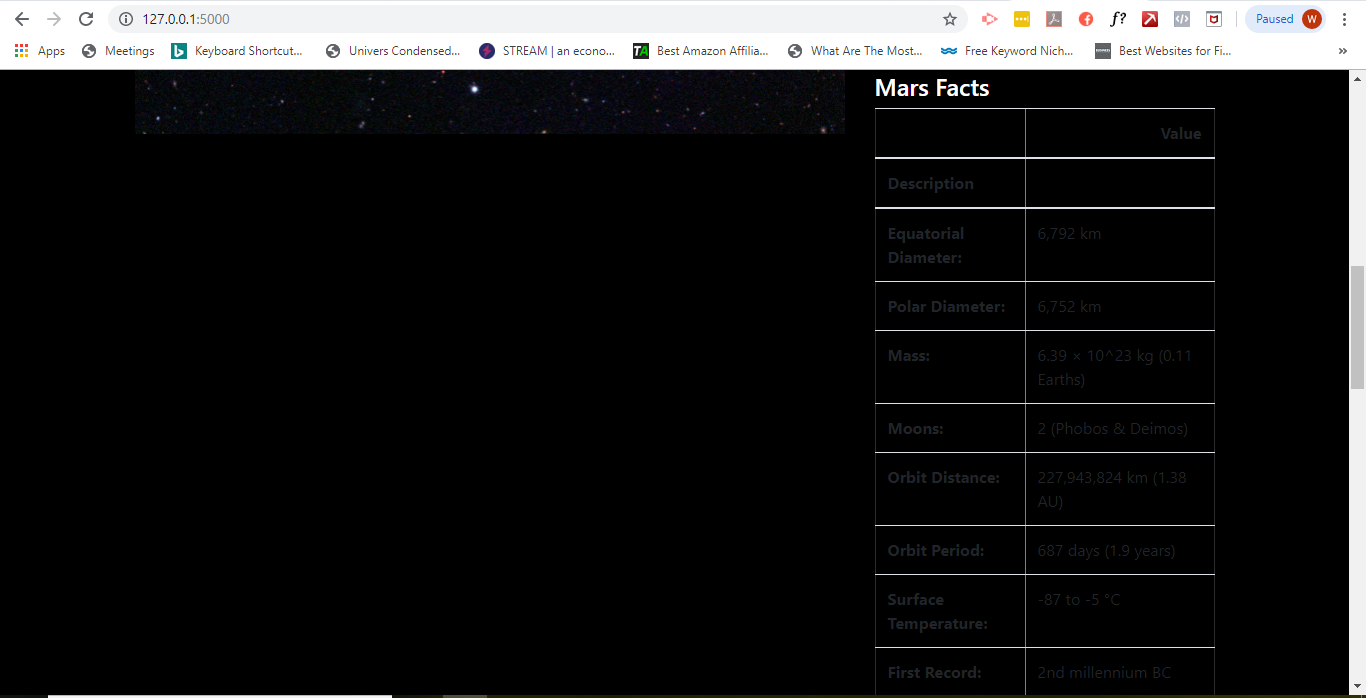 127.0.0.1:5000
f?
Paused
W
Apps
Meetings
Keyboard Shortcut...
Univers Condensed...
STREAM | an econo...
TA
Best Amazon Affilia...
What Are The Most...
Free Keyword Nich...
Best Websites for Fi...
»
Mars Facts
Value
Description
Equatorial Diameter: 6,792 km
Polar Diameter: 6,752 km
Mass: 6.39 × 10^23 kg (0.11
Earths)
Moons: 2 (Phobos & Deimos)
Orbit Distance: 227,943,824 km (1.38
AU)
Orbit Period: 687 days (1.9 years)
Surface Temperature: -87 to -5 °C
First Record: 2nd millennium BC